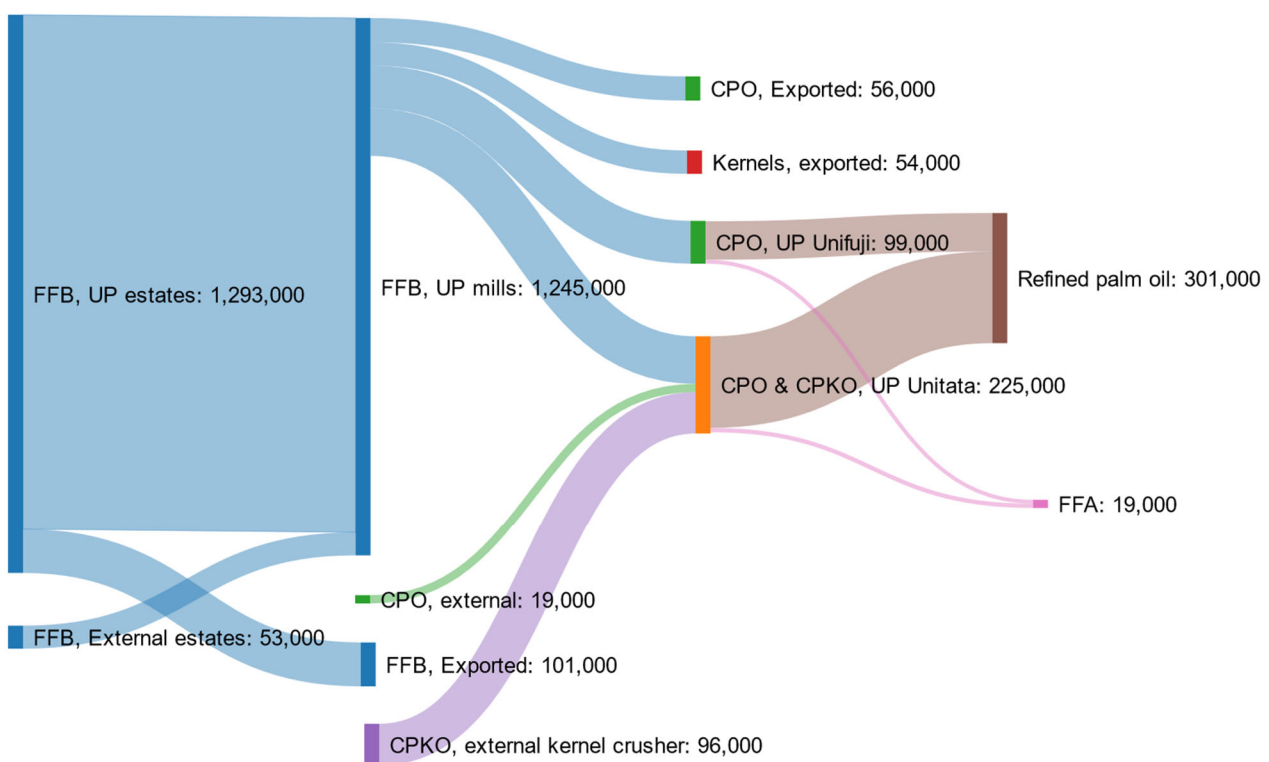 CPO, Exported: 56,000
Kernels, exported: 54,000
CPO, UP Unifuji: 99,000
Refined palm oil: 301,000
FFB, UP estates: 1,293,000
FFB, UP mills: 1,245,000
CPO & CPKO, UP Unitata: 225,000
FFA: 19,000
CPO, external: 19,000
FFB, External estates: 53,000
FFB, Exported: 101,000
CPKO, external kernel crusher: 96,000